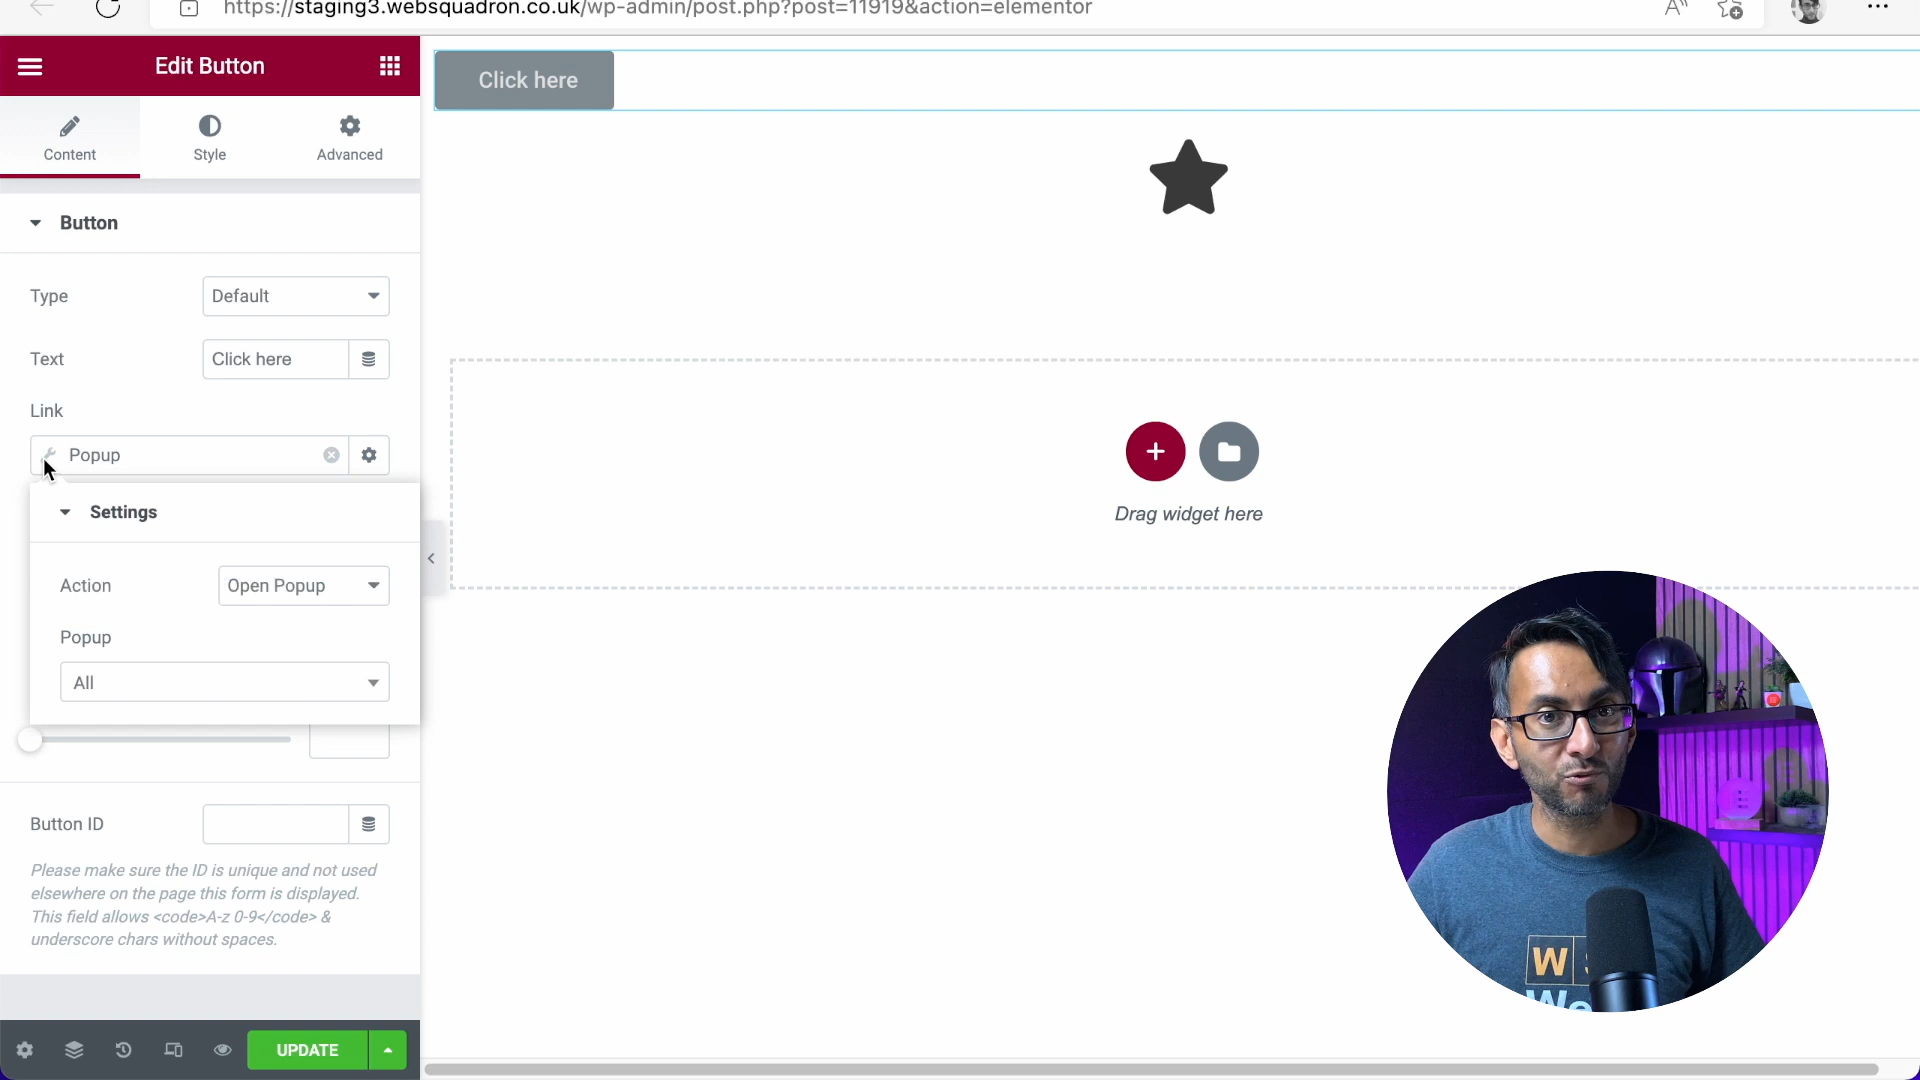 https://staging3.websquadron.co.uk/wp-admin/post.php?post=11919&action=elementor
Edit Button
Click here
Content
Style
Advanced
Button
Type
Default
Text
Click here
Link
Popup
Settings
Action
Open Popup
Popup
All
Drag widget here
Button ID
Please make sure the ID is unique and not used
elsewhere on the page this form is displayed.
This field allows <code>A-z 0-9</code> &
underscore chars without spaces.
UPDATE
W